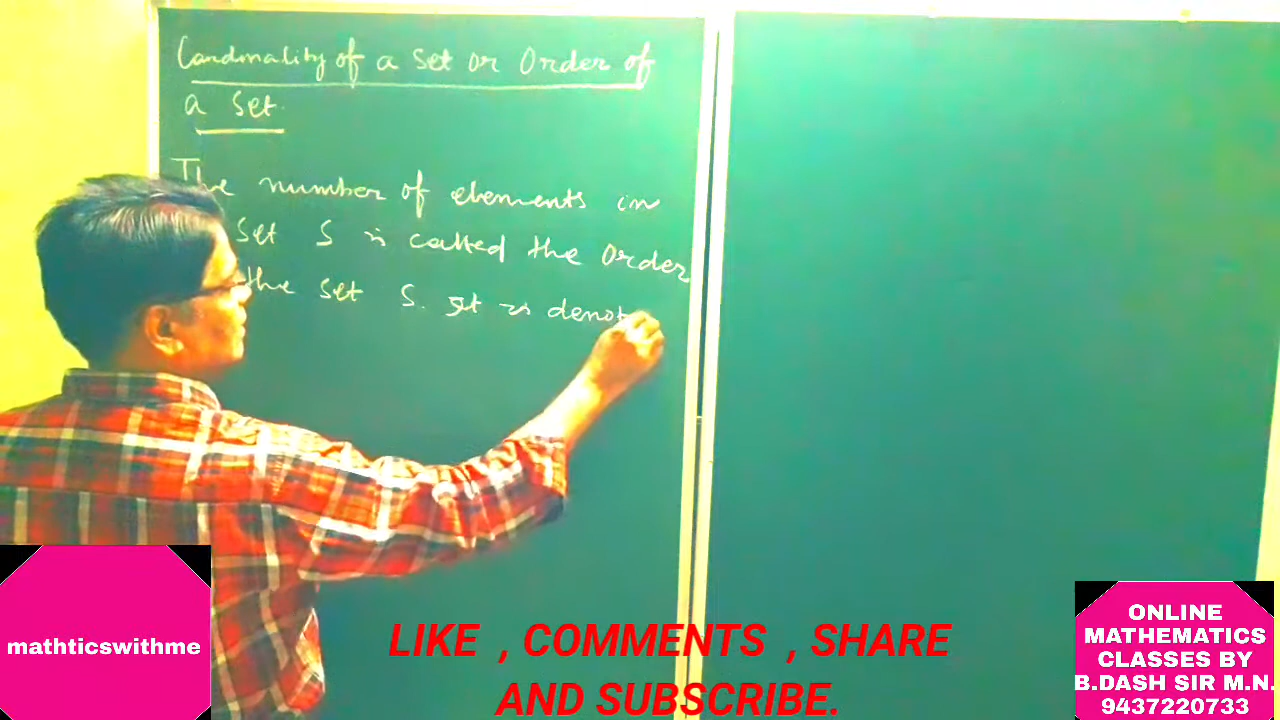 Cardinality of a set or Order of
a set.
The number of elements in
set S is called the Order
the set S. It is denot
mathticswithme
LIKE , COMMENTS , SHARE
AND SUBSCRIBE.
ONLINE
MATHEMATICS
CLASSES BY
B.DASH SIR M.N.
9437220733